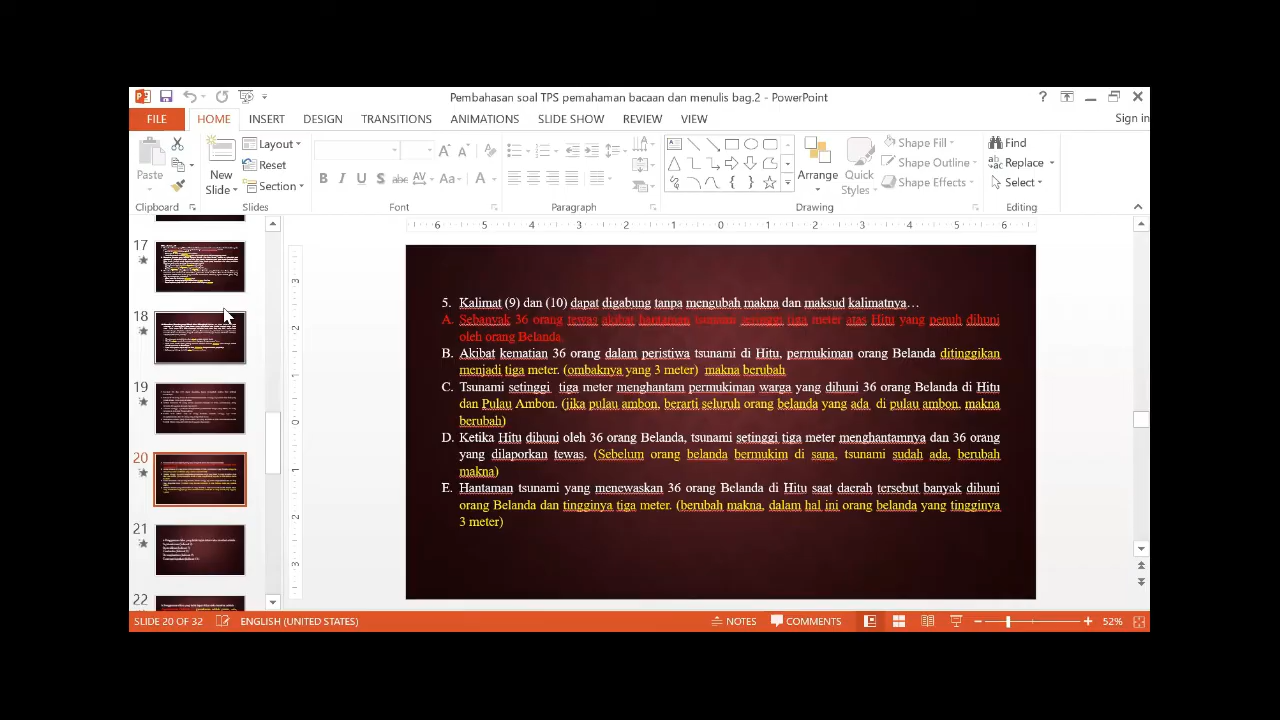 Pembahasan soal TPS pemahaman bacaan dan menulis bag.2 - PowerPoint
Sign in
FILE HOME INSERT DESIGN TRANSITIONS ANIMATIONS SLIDE SHOW REVIEW VIEW
Paste
New Slide
Layout
Reset
Section
Arrange
Quick Styles
Shape Fill
Shape Outline
Shape Effects
Find
Replace
Select
Clipboard Slides Font Paragraph Drawing Editing
17
18
19
20
21
22
5. Kalimat (9) dan (10) dapat digabung tanpa mengubah makna dan maksud kalimatnya…
A. Sebanyak 36 orang tewas akibat hantaman tsunami setinggi tiga meter atas Hitu yang penuh dihuni
oleh orang Belanda.
B. Akibat kematian 36 orang dalam peristiwa tsunami di Hitu, permukiman orang Belanda ditinggikan
menjadi tiga meter. (ombaknya yang 3 meter) makna berubah
C. Tsunami setinggi tiga meter menghantam permukiman warga yang dihuni 36 orang Belanda di Hitu
dan Pulau Ambon. (jika pulau ambon, berarti seluruh orang belanda yang ada di pulau ambon. makna
berubah)
D. Ketika Hitu dihuni oleh 36 orang Belanda, tsunami setinggi tiga meter menghantamnya dan 36 orang
yang dilaporkan tewas. (Sebelum orang belanda bermukim di sana, tsunami sudah ada, berubah
makna)
E. Hantaman tsunami yang menewaskan 36 orang Belanda di Hitu saat daerah tersebut banyak dihuni
orang Belanda dan tingginya tiga meter. (berubah makna, dalam hal ini orang belanda yang tingginya
3 meter)
SLIDE 20 OF 32 ENGLISH (UNITED STATES) NOTES COMMENTS 52%